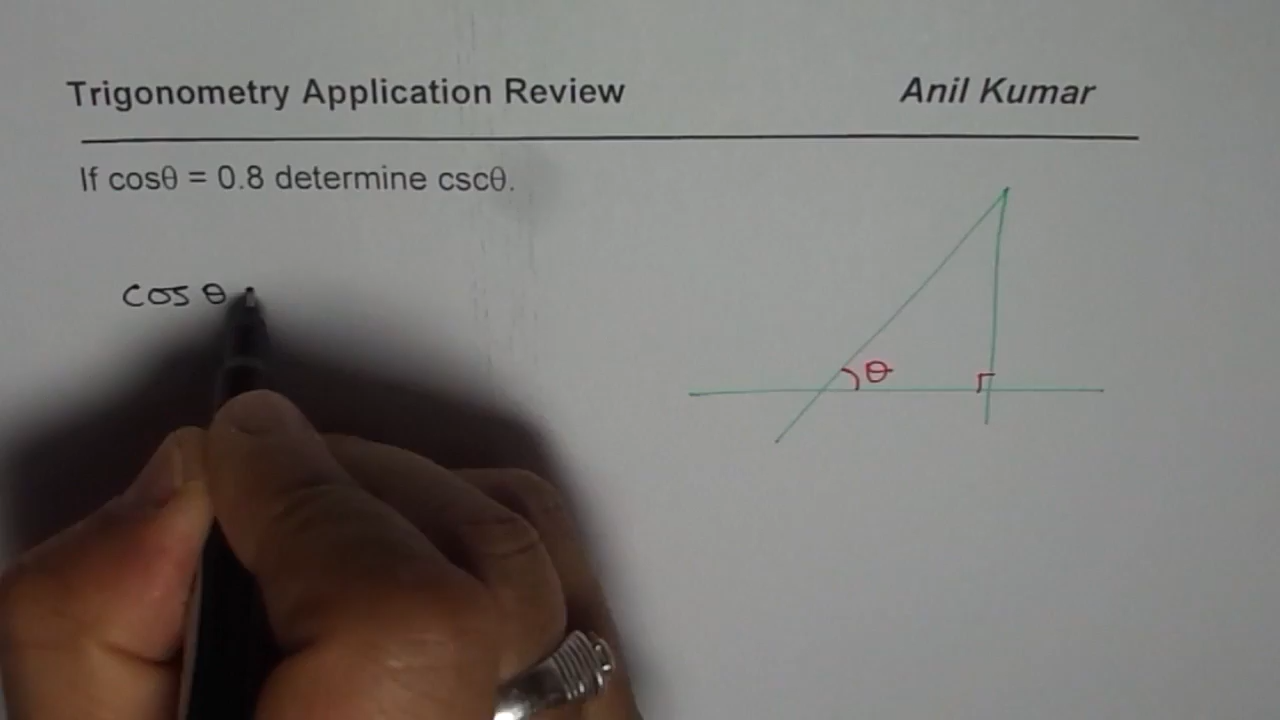 Trigonometry Application Review Anil Kumar
If cosθ = 0.8 determine cscθ.
cos θ
θ